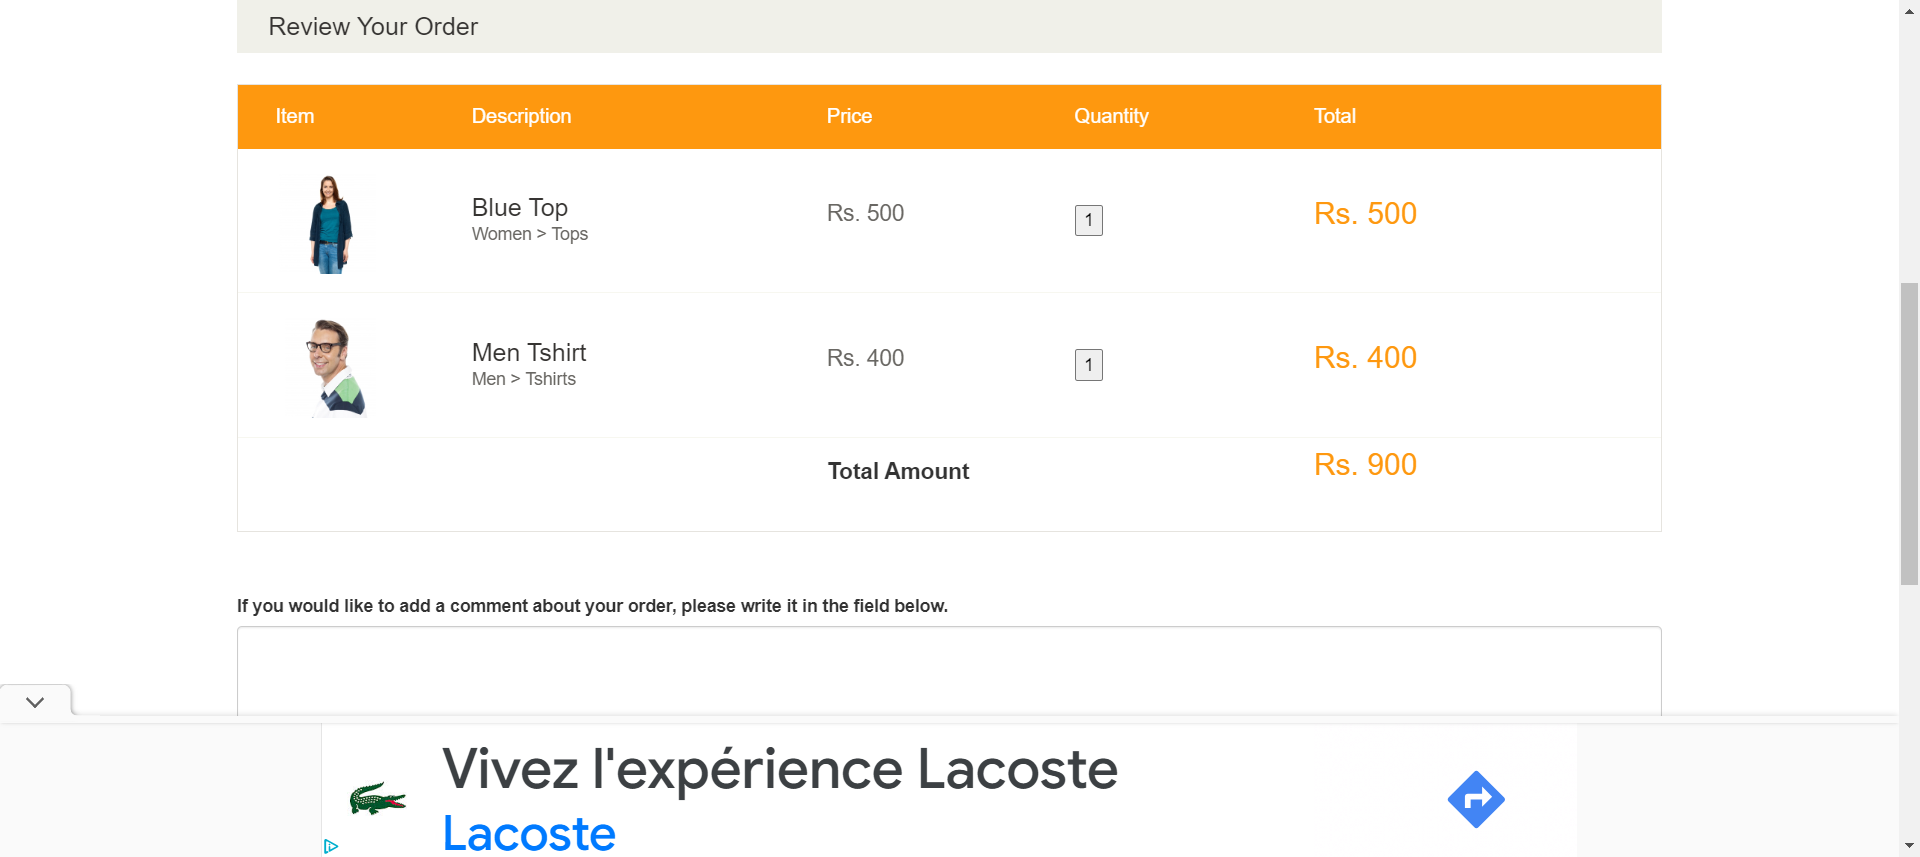 Review Your Order
Item Description Price Quantity Total
Blue Top
Women > Tops
Rs. 500
1
Rs. 500
Men Tshirt
Men > Tshirts
Rs. 400
1
Rs. 400
Total Amount
Rs. 900
If you would like to add a comment about your order, please write it in the field below.
Vivez l'expérience Lacoste
Lacoste